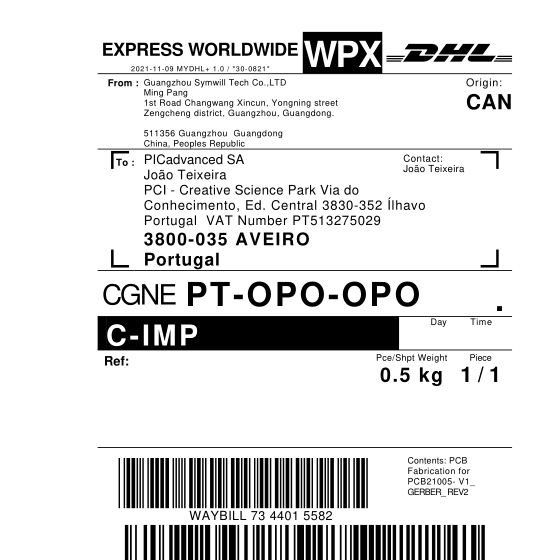 EXPRESS WORLDWIDE WPX DHL
2021-11-09 MYDHL+ 1.0 / *30-0821*
From : Guangzhou Symwill Tech Co.,LTD
Ming Pang
1st Road Changwang Xincun, Yongning street
Zengcheng district, Guangzhou, Guangdong.
511356 Guangzhou Guangdong
China, Peoples Republic
Origin:
CAN
To : PICadvanced SA
João Teixeira
PCI - Creative Science Park Via do
Conhecimento, Ed. Central 3830-352 Ílhavo
Portugal VAT Number PT513275029
3800-035 AVEIRO
Portugal
Contact:
João Teixeira
CGNE PT-OPO-OPO
C-IMP
Day Time
Ref:
Pce/Shpt Weight Piece
0.5 kg 1 / 1
Contents: PCB
Fabrication for
PCB21005- V1_
GERBER_REV2
WAYBILL 73 4401 5582